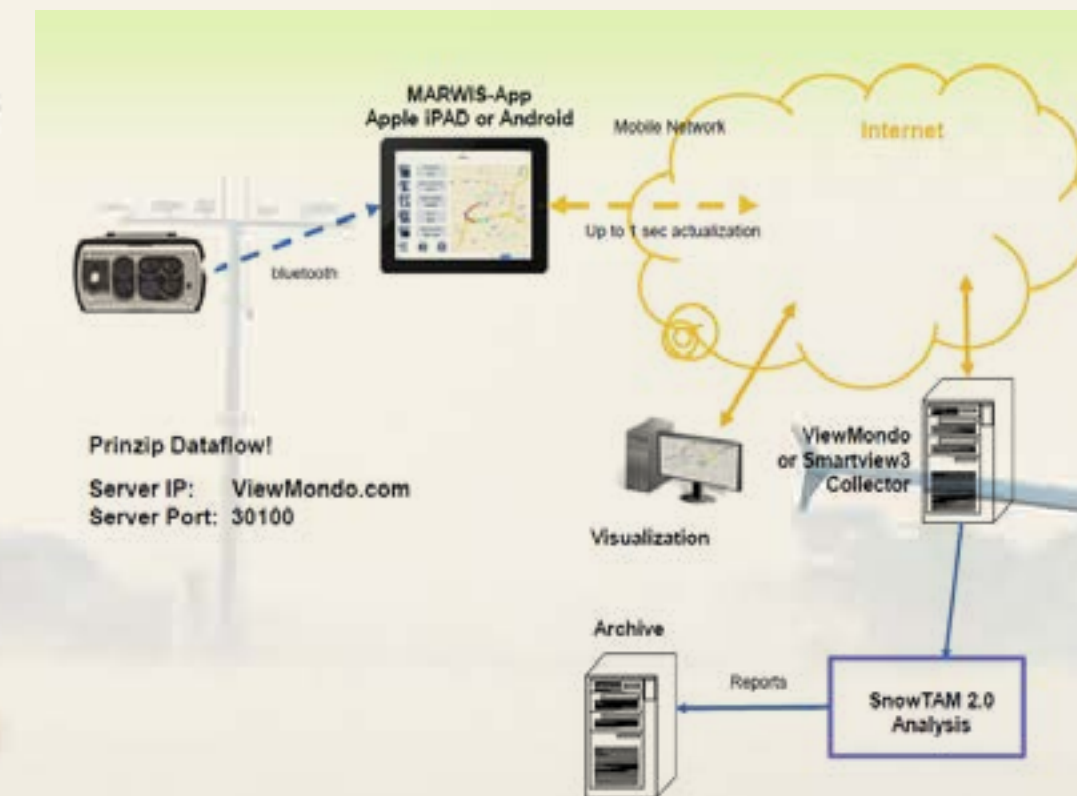 MARWIS-App
Apple iPAD or Android
Mobile Network
Internet
Up to 1 sec actualization
bluetooth
Prinzip Dataflow!
Server IP: ViewMondo.com
Server Port: 30100
ViewMondo
or Smartview3
Collector
Visualization
Archive
Reports
SnowTAM 2.0
Analysis